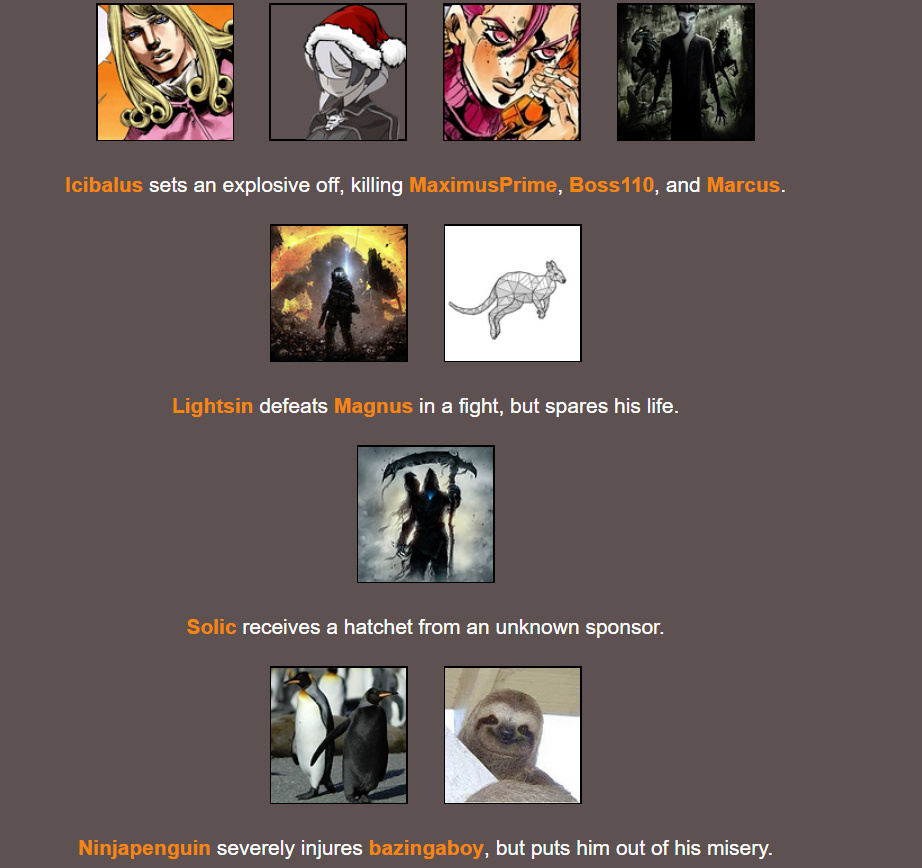 Icibalus sets an explosive off, killing MaximusPrime, Boss110, and Marcus.
Lightsin defeats Magnus in a fight, but spares his life.
Solic receives a hatchet from an unknown sponsor.
Ninjapenguin severely injures bazingaboy, but puts him out of his misery.